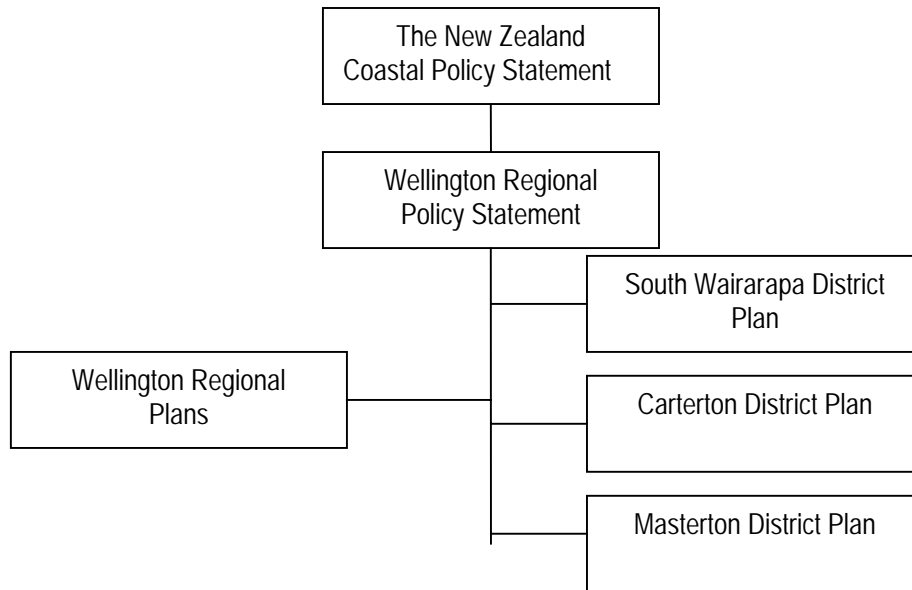 The New Zealand
Coastal Policy Statement
Wellington Regional
Policy Statement
South Wairarapa District
Plan
Wellington Regional
Plans
Carterton District Plan
Masterton District Plan